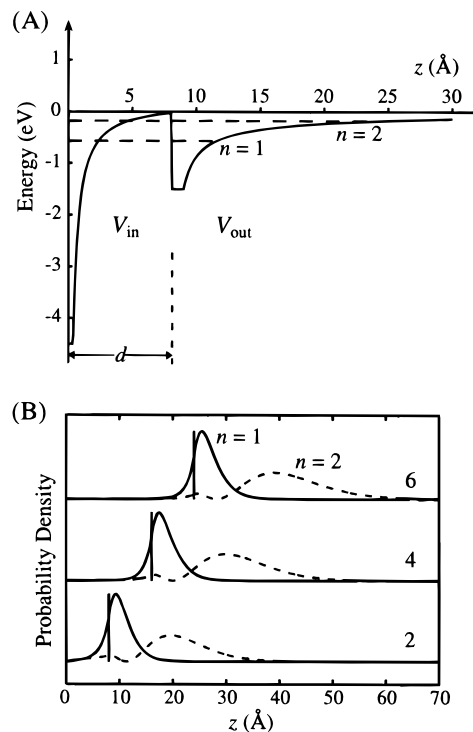 (A)
z (Å)
5 10 15 20 25 30
1
0
-1
-2
-3
-4
Energy (eV)
n = 2
n = 1
V_in
V_out
d
(B)
n = 1
n = 2
6
4
2
Probability Density
0 10 20 30 40 50 60 70
z (Å)